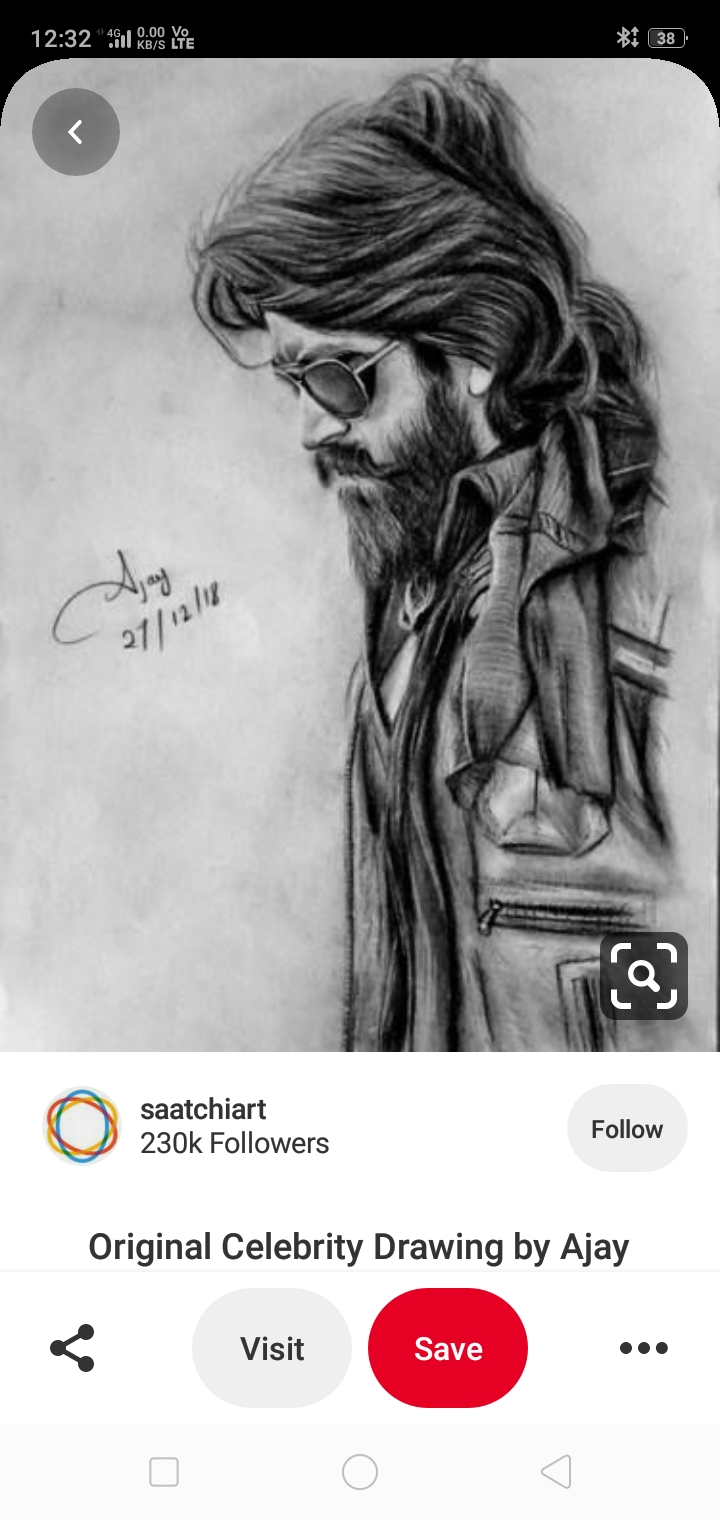 12:32 4G 0.00 KB/S Vo LTE 38
Ajay
27/12/18
saatchiart
230k Followers
Follow
Original Celebrity Drawing by Ajay
Visit
Save